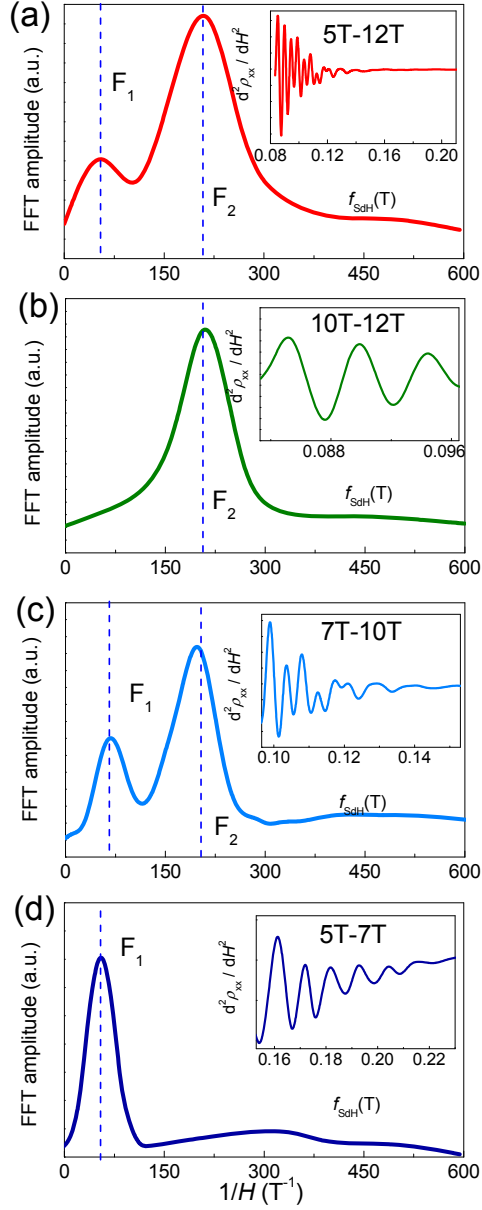 (a)
FFT amplitude (a.u.)
F₁
F₂
5T-12T
d²ρxx / dH²
0.08 0.12 0.16 0.20
fSdH(T)
0 150 300 450 600
(b)
FFT amplitude (a.u.)
F₂
10T-12T
d²ρxx / dH²
0.088 0.096
fSdH(T)
0 150 300 450 600
(c)
FFT amplitude (a.u.)
F₁
F₂
7T-10T
d²ρxx / dH²
0.10 0.12 0.14
fSdH(T)
0 150 300 450 600
(d)
FFT amplitude (a.u.)
F₁
5T-7T
d²ρxx / dH²
0.16 0.18 0.20 0.22
fSdH(T)
0 150 300 450 600
1/H (T⁻¹)